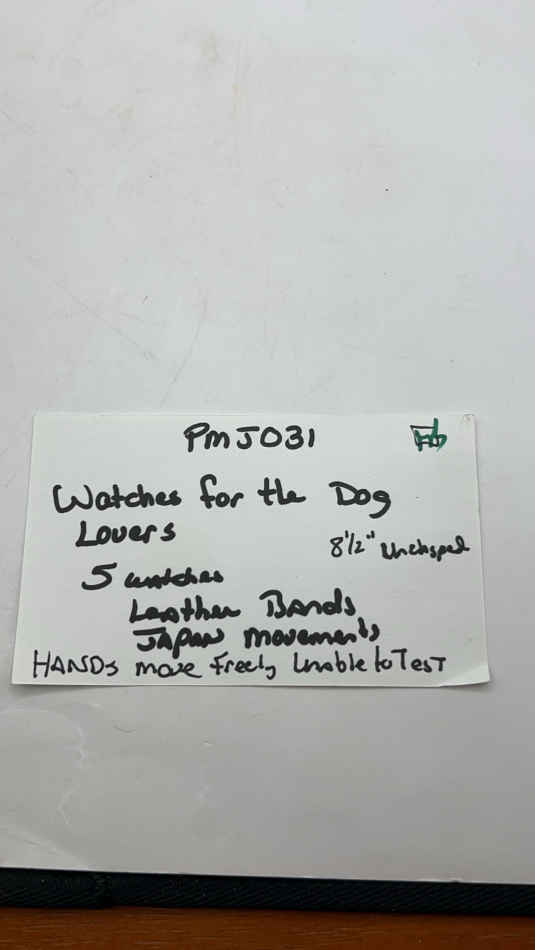 PMJ031
Watches for the Dog
Lovers
8 1/2" Unclasped
5 watches
Leather Bands
JAPAN movements
HANDs move Freely Unable to TesT